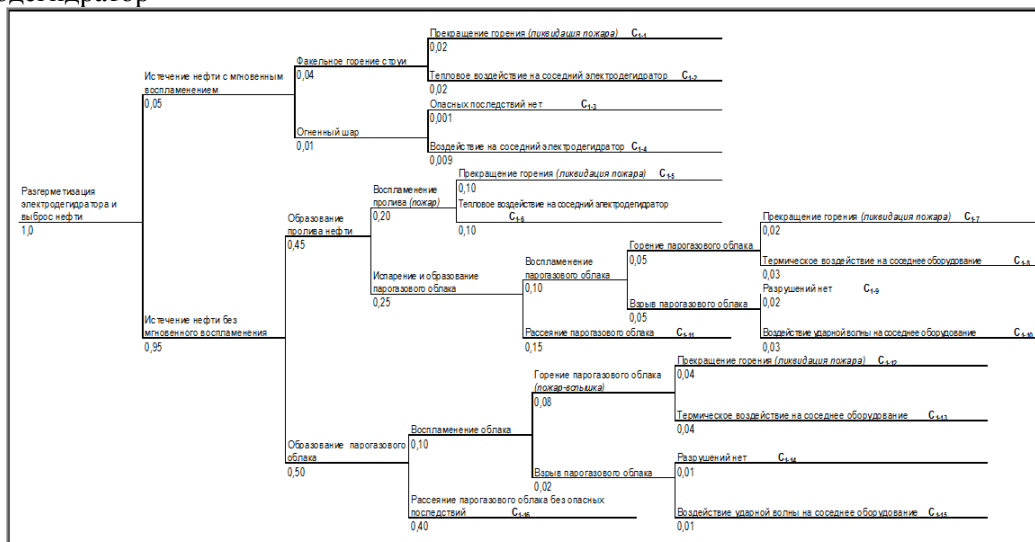 Прекращение горения (ликвидация пожара) С1-1
0,02
Факельное горение струи
0,04
Тепловое воздействие на соседний электродегидратор С1-2
0,02
Истечение нефти с мгновенным
воспламенением
0,05
Опасных последствий нет С1-3
0,001
Огненный шар
0,01
Воздействие на соседний электродегидратор С1-4
0,009
Прекращение горения (ликвидация пожара) С1-5
0,10
Разгерметизация
электродегидратора и
выброс нефти
1,0
Воспламенение
пролива (пожар)
0,20
Тепловое воздействие на соседний электродегидратор
С1-6
0,10
Образование
пролива нефти
0,45
Прекращение горения (ликвидация пожара) С1-7
0,02
Горение парогазового облака
0,05
Термическое воздействие на соседнее оборудование С1-8
0,03
Испарение и образование
парогазового облака
0,25
Воспламенение
парогазового облака
0,10
Разрушений нет С1-9
0,02
Взрыв парогазового облака
0,05
Воздействие ударной волны на соседнее оборудование С1-10
0,03
Истечение нефти без
мгновенного воспламенения
0,95
Рассеяние парогазового облака С1-11
0,15
Прекращение горения (ликвидация пожара) С1-12
0,04
Горение парогазового облака
(пожар-вспышка)
0,08
Термическое воздействие на соседнее оборудование С1-13
0,04
Воспламенение облака
0,10
Образование парогазового
облака
0,50
Разрушений нет С1-14
0,01
Взрыв парогазового облака
0,02
Рассеяние парогазового облака без опасных
последствий С1-16
0,40
Воздействие ударной волны на соседнее оборудование С1-15
0,01